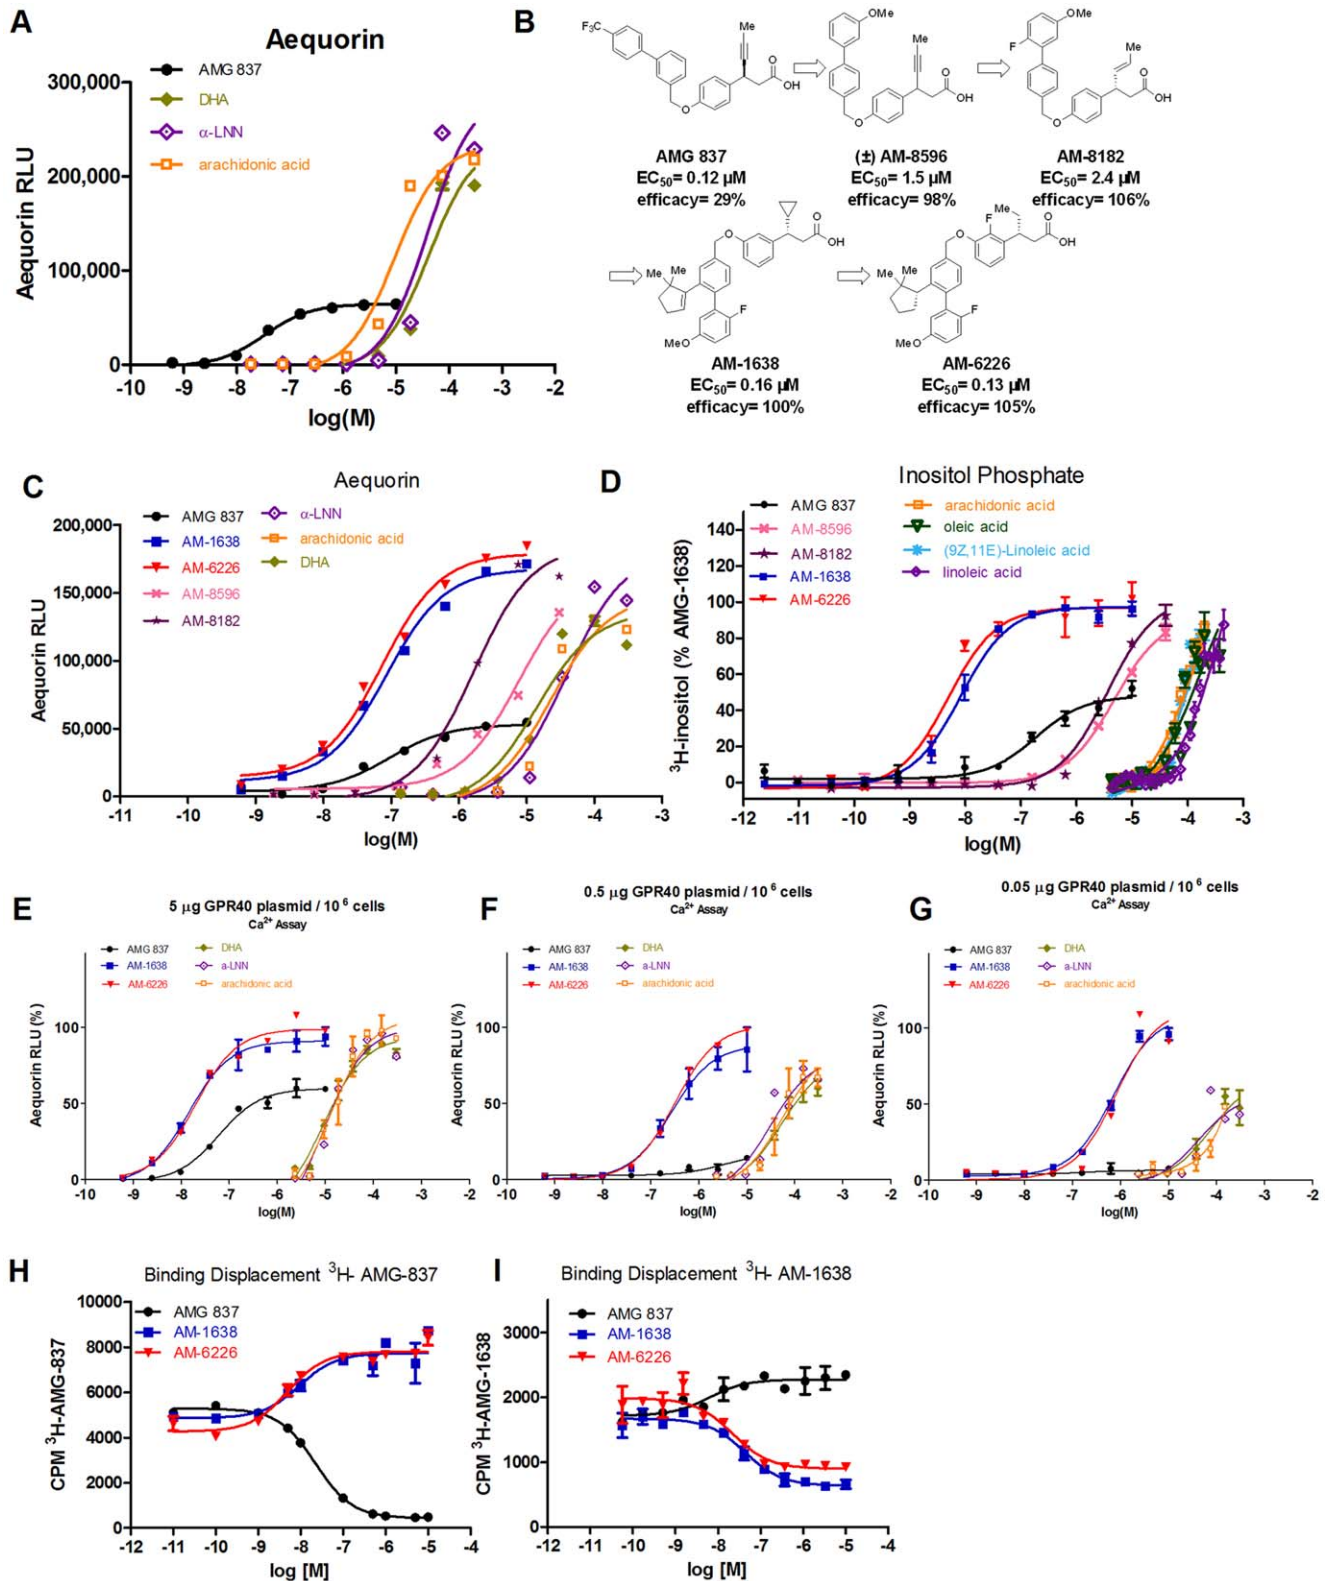 A
Aequorin
AMG 837
DHA
α-LNN
arachidonic acid
300,000
200,000
100,000
0
Aequorin RLU
-10 -9 -8 -7 -6 -5 -4 -3 -2
log(M)
B
F₃C
Me
O
OH
O
AMG 837
EC₅₀= 0.12 µM
efficacy= 29%
OMe
Me
O
OH
O
(±) AM-8596
EC₅₀= 1.5 µM
efficacy= 98%
OMe
F
Me
O
OH
O
AM-8182
EC₅₀= 2.4 µM
efficacy= 106%
O
O
OH
Me Me
F
MeO
AM-1638
EC₅₀= 0.16 µM
efficacy= 100%
Me
F
O
O
OH
Me Me
F
MeO
AM-6226
EC₅₀= 0.13 µM
efficacy= 105%
C
Aequorin
AMG 837
AM-1638
AM-6226
AM-8596
AM-8182
α-LNN
arachidonic acid
DHA
200,000
150,000
100,000
50,000
0
Aequorin RLU
-11 -10 -9 -8 -7 -6 -5 -4 -3
log(M)
D
Inositol Phosphate
AMG 837
AM-8596
AM-8182
AM-1638
AM-6226
arachidonic acid
oleic acid
(9Z,11E)-Linoleic acid
linoleic acid
140
120
100
80
60
40
20
0
³H-inositol (% AMG-1638)
-12 -11 -10 -9 -8 -7 -6 -5 -4 -3
log(M)
E
5 µg GPR40 plasmid / 10⁶ cells
Ca²⁺ Assay
AMG 837
AM-1638
AM-6226
DHA
a-LNN
arachidonic acid
100
50
0
Aequorin RLU (%)
-10 -9 -8 -7 -6 -5 -4 -3 -2
log(M)
F
0.5 µg GPR40 plasmid / 10⁶ cells
Ca²⁺ Assay
AMG 837
AM-1638
AM-6226
DHA
a-LNN
arachidonic acid
100
50
0
Aequorin RLU (%)
-10 -9 -8 -7 -6 -5 -4 -3 -2
log(M)
G
0.05 µg GPR40 plasmid / 10⁶ cells
Ca²⁺ Assay
AMG 837
AM-1638
AM-6226
DHA
a-LNN
arachidonic acid
100
50
0
Aequorin RLU (%)
-10 -9 -8 -7 -6 -5 -4 -3 -2
log(M)
H
Binding Displacement ³H- AMG-837
AMG 837
AM-1638
AM-6226
10000
8000
6000
4000
2000
0
CPM ³H-AMG-837
-12 -11 -10 -9 -8 -7 -6 -5 -4
log [M]
I
Binding Displacement ³H- AM-1638
AMG 837
AM-1638
AM-6226
3000
2000
1000
0
CPM ³H-AMG-1638
-12 -11 -10 -9 -8 -7 -6 -5 -4
log [M]